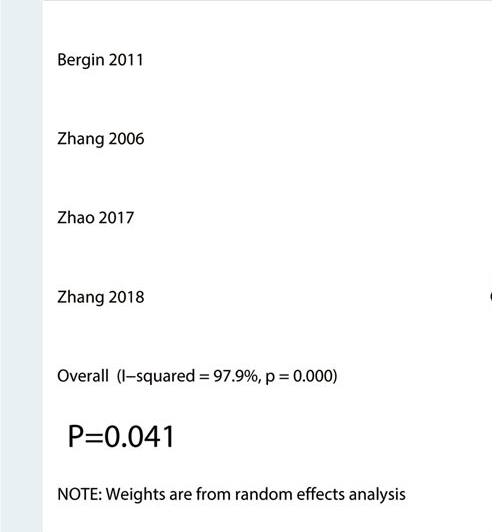 Bergin 2011
Zhang 2006
Zhao 2017
Zhang 2018
Overall (I−squared = 97.9%, p = 0.000)
P=0.041
NOTE: Weights are from random effects analysis